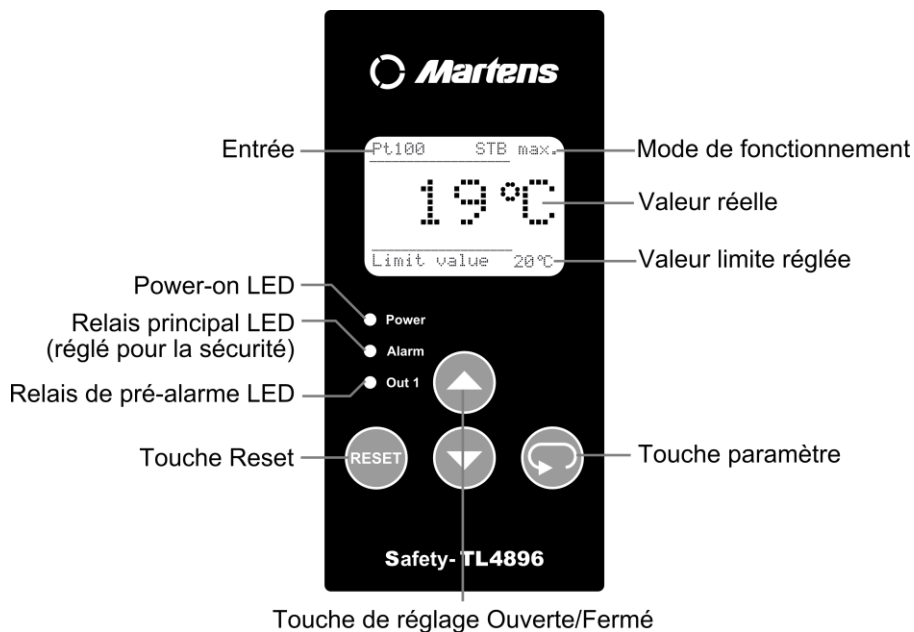 Martens
Entrée
Pt100 STB max.
Mode de fonctionnement
19°C
Valeur réelle
Limit value 20°C
Valeur limite réglée
Power-on LED
Power
Relais principal LED
(réglé pour la sécurité)
Alarm
Relais de pré-alarme LED
Out 1
Touche Reset
RESET
Touche paramètre
Safety-TL4896
Touche de réglage Ouverte/Fermé